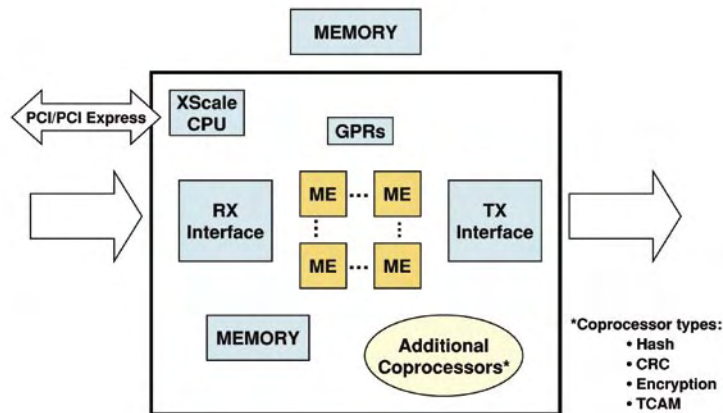 MEMORY
PCI/PCI Express
XScale
CPU
GPRs
RX
Interface
ME
ME
ME
ME
TX
Interface
MEMORY
Additional
Coprocessors*
*Coprocessor types:
• Hash
• CRC
• Encryption
• TCAM